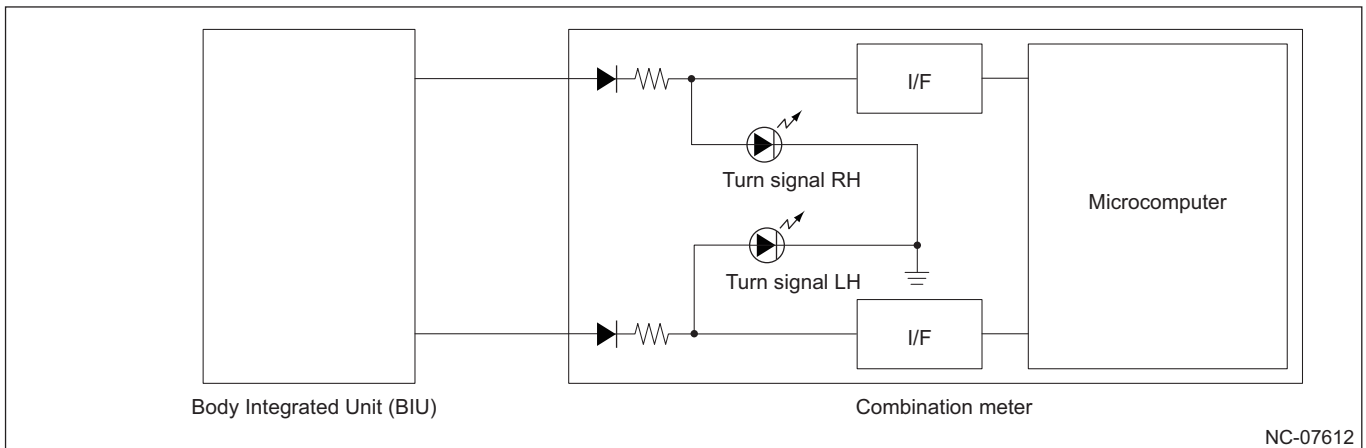 I/F
Turn signal RH
Microcomputer
Turn signal LH
I/F
Body Integrated Unit (BIU)
Combination meter
NC-07612